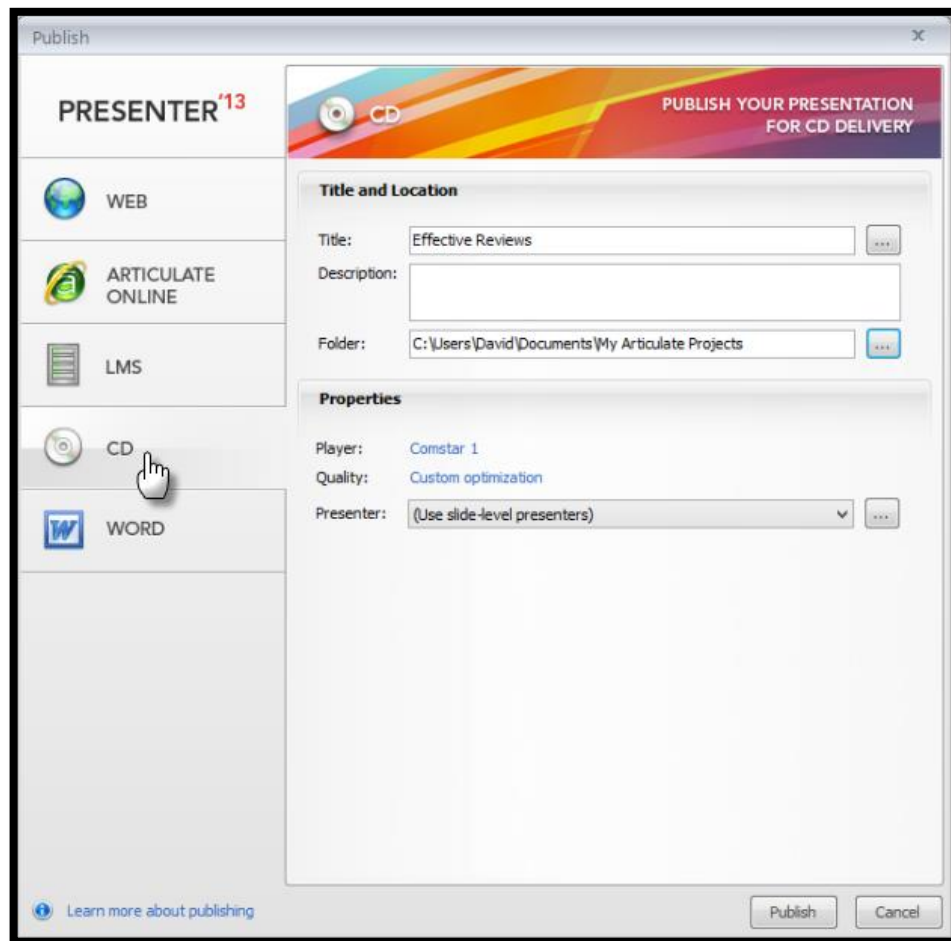 Publish
PRESENTER'13
WEB
ARTICULATE
ONLINE
LMS
CD
WORD
CD
PUBLISH YOUR PRESENTATION
FOR CD DELIVERY
Title and Location
Title: Effective Reviews ...
Description:
Folder: C:\Users\David\Documents\My Articulate Projects ...
Properties
Player: Comstar 1
Quality: Custom optimization
Presenter: (Use slide-level presenters) ...
Learn more about publishing
Publish Cancel